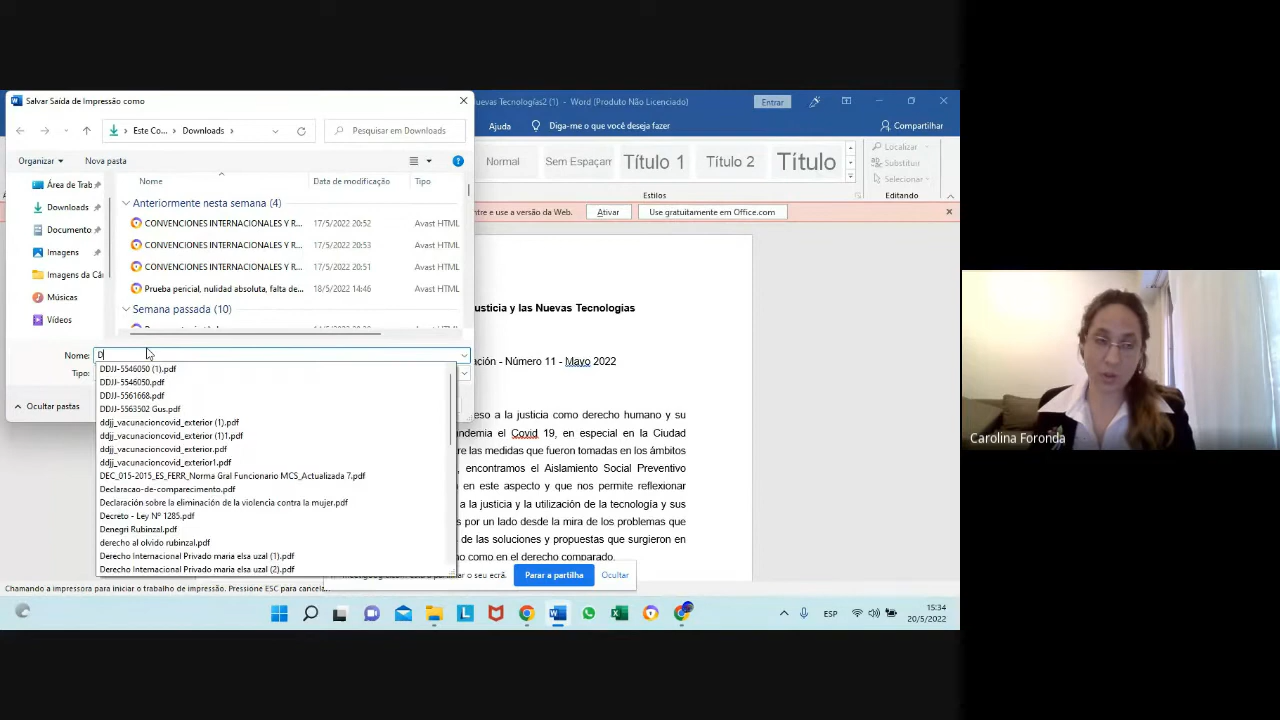 Salvar Saída de Impressão como
uevas Tecnologías2 (1) - Word (Produto Não Licenciado)
Entrar
Este Co...
Downloads
Pesquisar em Downloads
Ajuda
Diga-me o que você deseja fazer
Compartilhar
Organizar
Nova pasta
Normal
Sem Espaçam
Título 1
Título 2
Título
Localizar
Substituir
Selecionar
Estilos
Editando
Nome
Data de modificação
Tipo
Área de Trab
Downloads
Documento
Imagens
Imagens da Câ
Músicas
Vídeos
Anteriormente nesta semana (4)
CONVENCIONES INTERNACIONALES Y R... 17/5/2022 20:52 Avast HTML
CONVENCIONES INTERNACIONALES Y R... 17/5/2022 20:53 Avast HTML
CONVENCIONES INTERNACIONALES Y R... 17/5/2022 20:51 Avast HTML
Prueba pericial, nulidad absoluta, falta de... 18/5/2022 14:46 Avast HTML
Semana passada (10)
ntre e use a versão da Web.
Ativar
Use gratuitamente em Office.com
Nome: D
Tipo:
Ocultar pastas
DDJJ-5546050 (1).pdf
DDJJ-5546050.pdf
DDJJ-5561668.pdf
DDJJ-5563502 Gus.pdf
ddjj_vacunacioncovid_exterior (1).pdf
ddjj_vacunacioncovid_exterior (1)1.pdf
ddjj_vacunacioncovid_exterior.pdf
ddjj_vacunacioncovid_exterior1.pdf
DEC_015-2015_ES_FERR_Norma Gral Funcionario MCS_Actualizada 7.pdf
Declaracao-de-comparecimento.pdf
Declaración sobre la eliminación de la violencia contra la mujer.pdf
Decreto - Ley Nº 1285.pdf
Denegri Rubinzal.pdf
derecho al olvido rubinzal.pdf
Derecho Internacional Privado maria elsa uzal (1).pdf
Derecho Internacional Privado maria elsa uzal (2).pdf
usticia y las Nuevas Tecnologías
ación - Número 11 - Mayo 2022
eso a la justicia como derecho humano y su
ndemia el Covid 19, en especial en la Ciudad
re las medidas que fueron tomadas en los ámbitos
, encontramos el Aislamiento Social Preventivo
en este aspecto y que nos permite reflexionar
a la justicia y la utilización de la tecnología y sus
s por un lado desde la mira de los problemas que
de las soluciones y propuestas que surgieron en
o como en el derecho comparado.
a partilhar o seu ecrã.
Parar a partilha
Ocultar
Chamando a impressora para iniciar o trabalho de impressão. Pressione ESC para cancelar
ESP
15:34
20/5/2022
Carolina Foronda